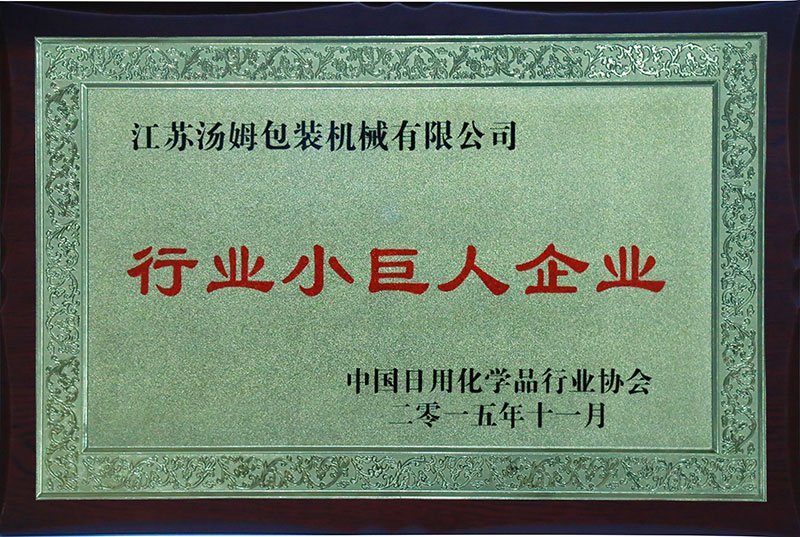 江苏汤姆包装机械有限公司
行业小巨人企业
中国日用化学品行业协会
二零一五年十一月